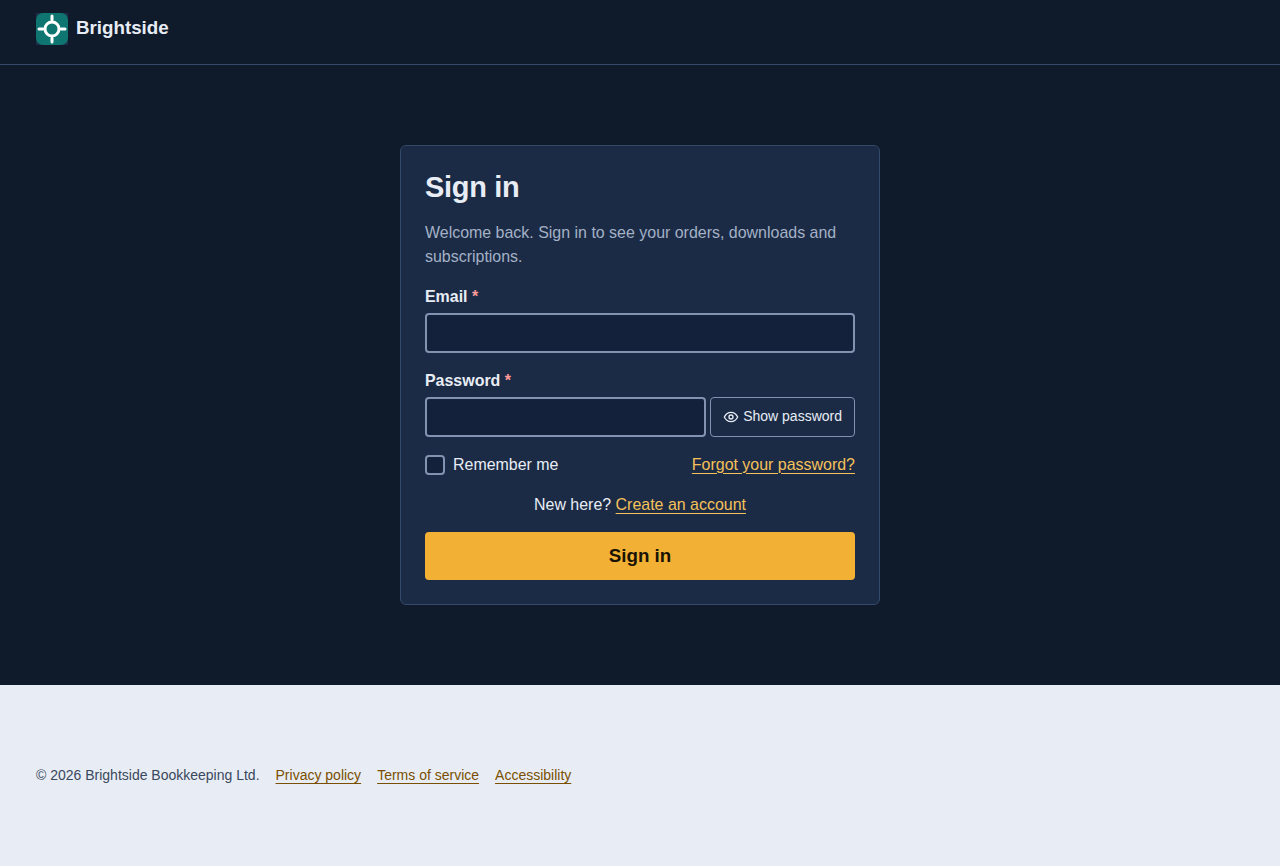 Brightside
Sign in
Welcome back. Sign in to see your orders, downloads and
subscriptions.
Email *
Password *
Show password
Remember me
Forgot your password?
New here? Create an account
Sign in
© 2026 Brightside Bookkeeping Ltd. Privacy policy Terms of service Accessibility